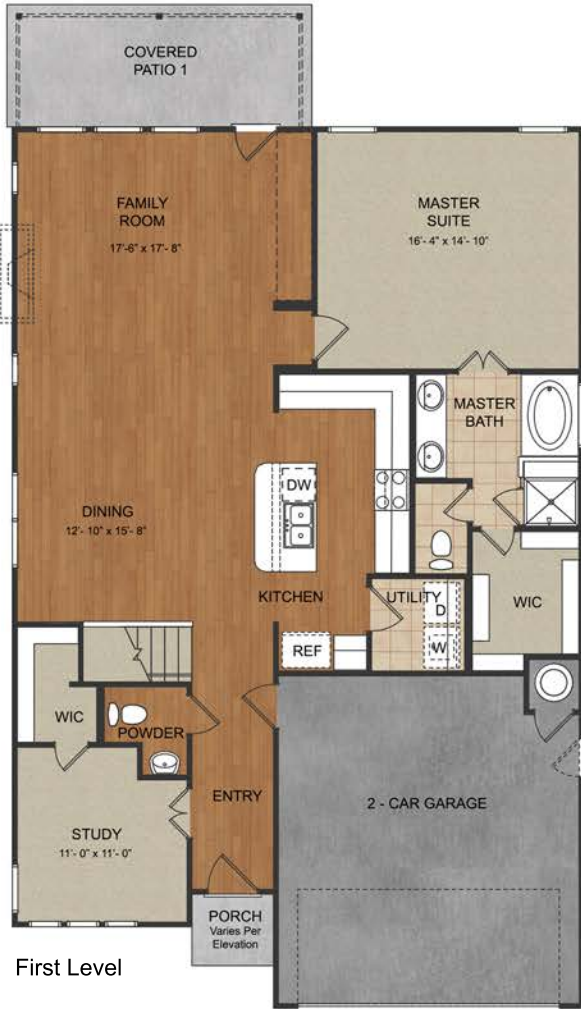 COVERED
PATIO 1
FAMILY
ROOM
17'-6" x 17'- 8"
MASTER
SUITE
16'- 4" x 14'- 10"
MASTER
BATH
DW
DINING
12'- 10" x 15'- 8"
KITCHEN
UTILITY
D
W
WIC
REF
WIC
POWDER
ENTRY
2 - CAR GARAGE
STUDY
11'- 0" x 11'- 0"
PORCH
Varies Per
Elevation
First Level